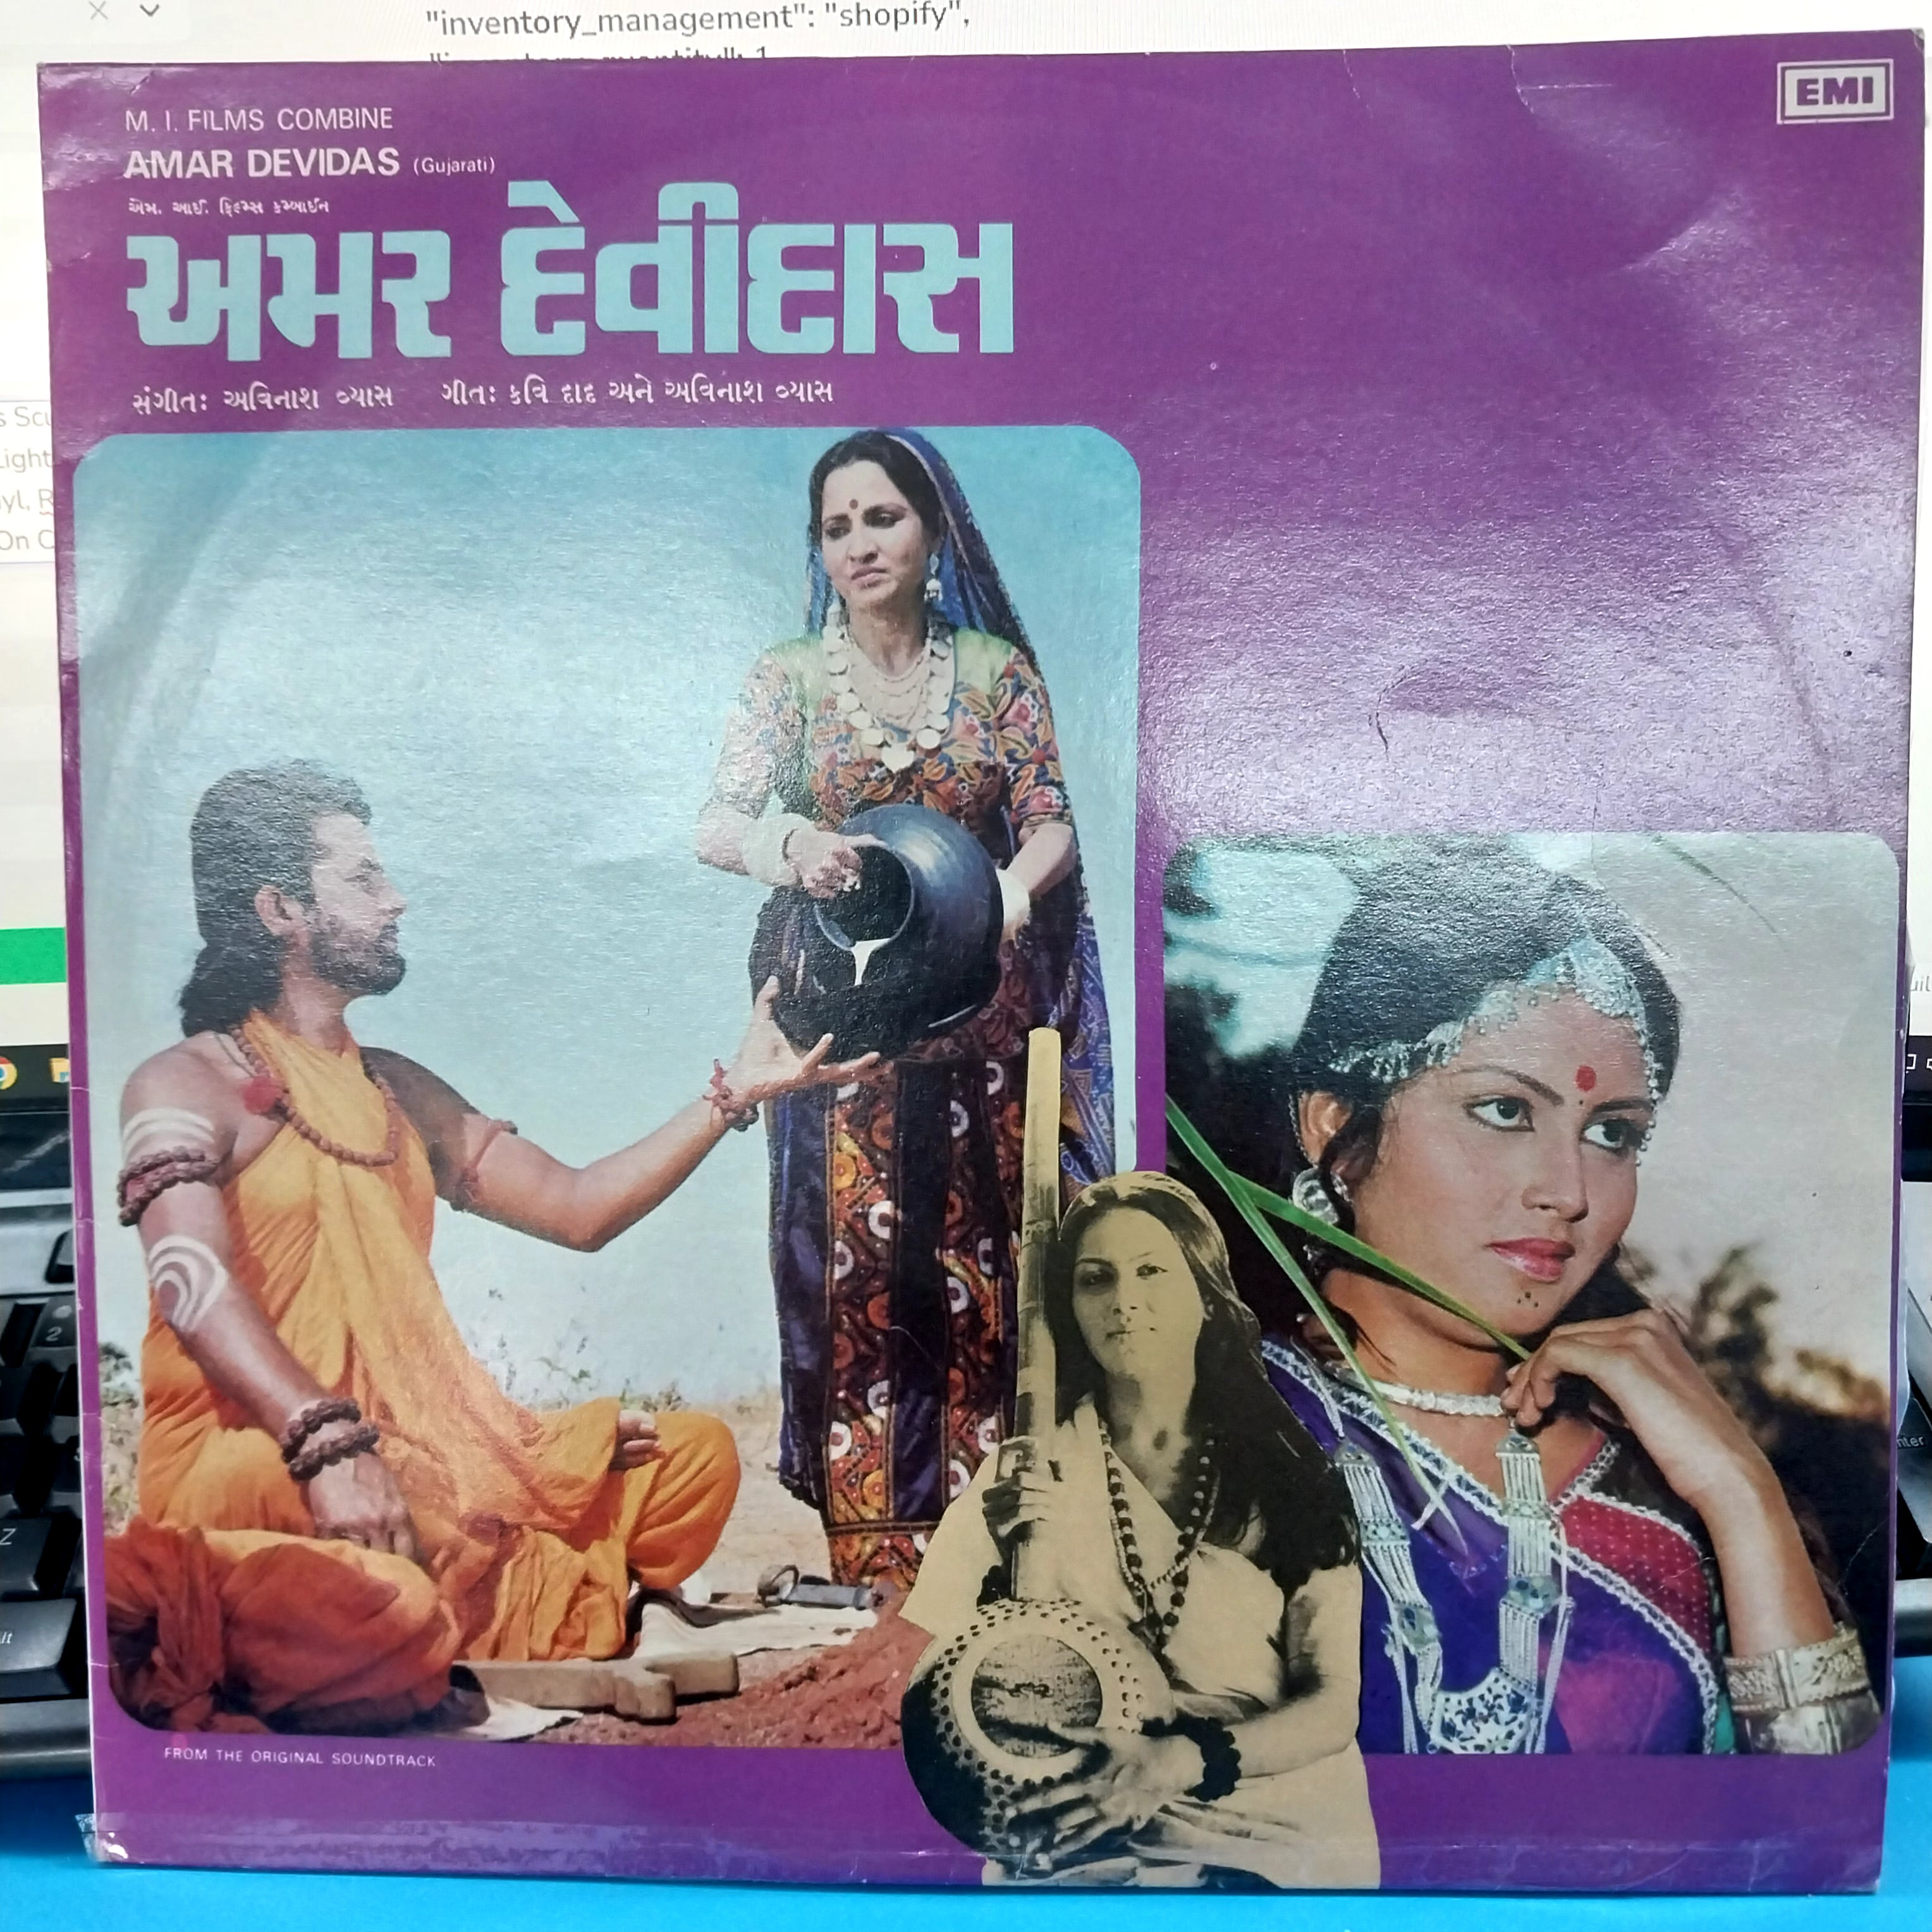 "inventory_management": "shopify",
EMI
M. I. FILMS COMBINE
AMAR DEVIDAS (Gujarati)
એમ. આઈ. ફિલ્મ્સ કમ્બાઈન
અમર દેવીદાસ
સંગીત: અવિનાશ વ્યાસ ગીત: કવિ દાદ અને અવિનાશ વ્યાસ
FROM THE ORIGINAL SOUNDTRACK